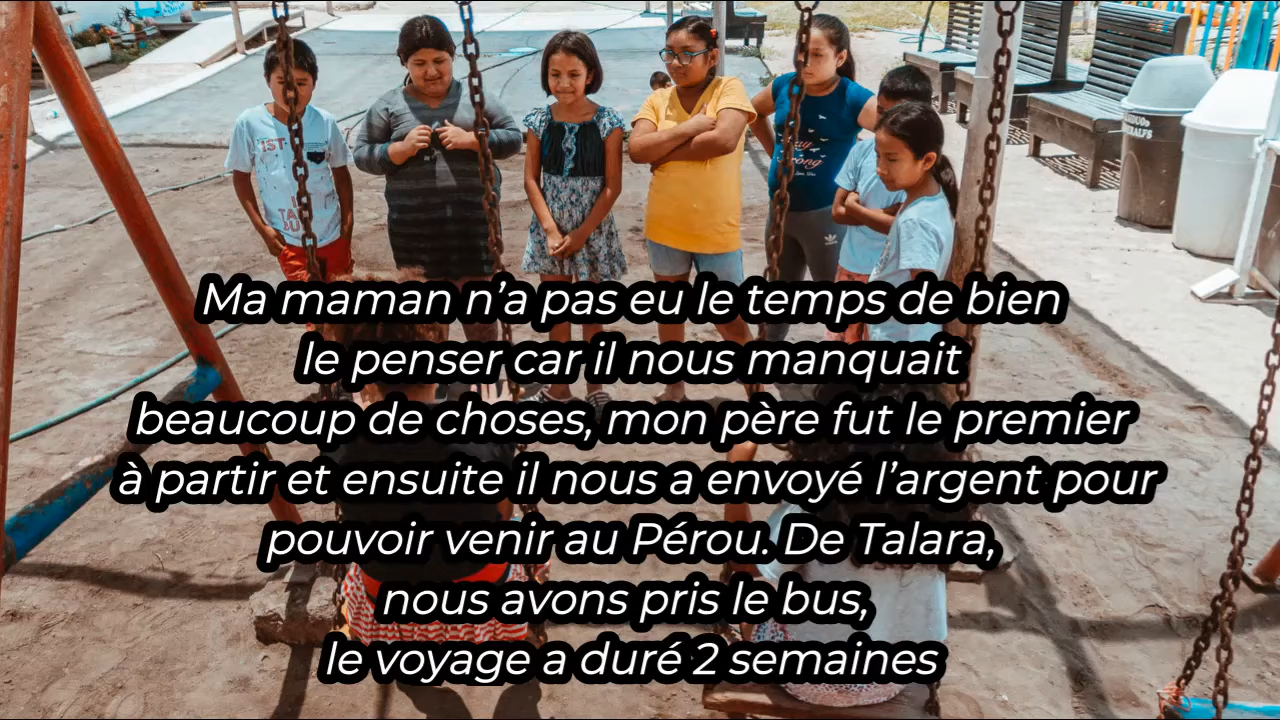 Ma maman n’a pas eu le temps de bien
le penser car il nous manquait
beaucoup de choses, mon père fut le premier
à partir et ensuite il nous a envoyé l’argent pour
pouvoir venir au Pérou. De Talara,
nous avons pris le bus,
le voyage a duré 2 semaines